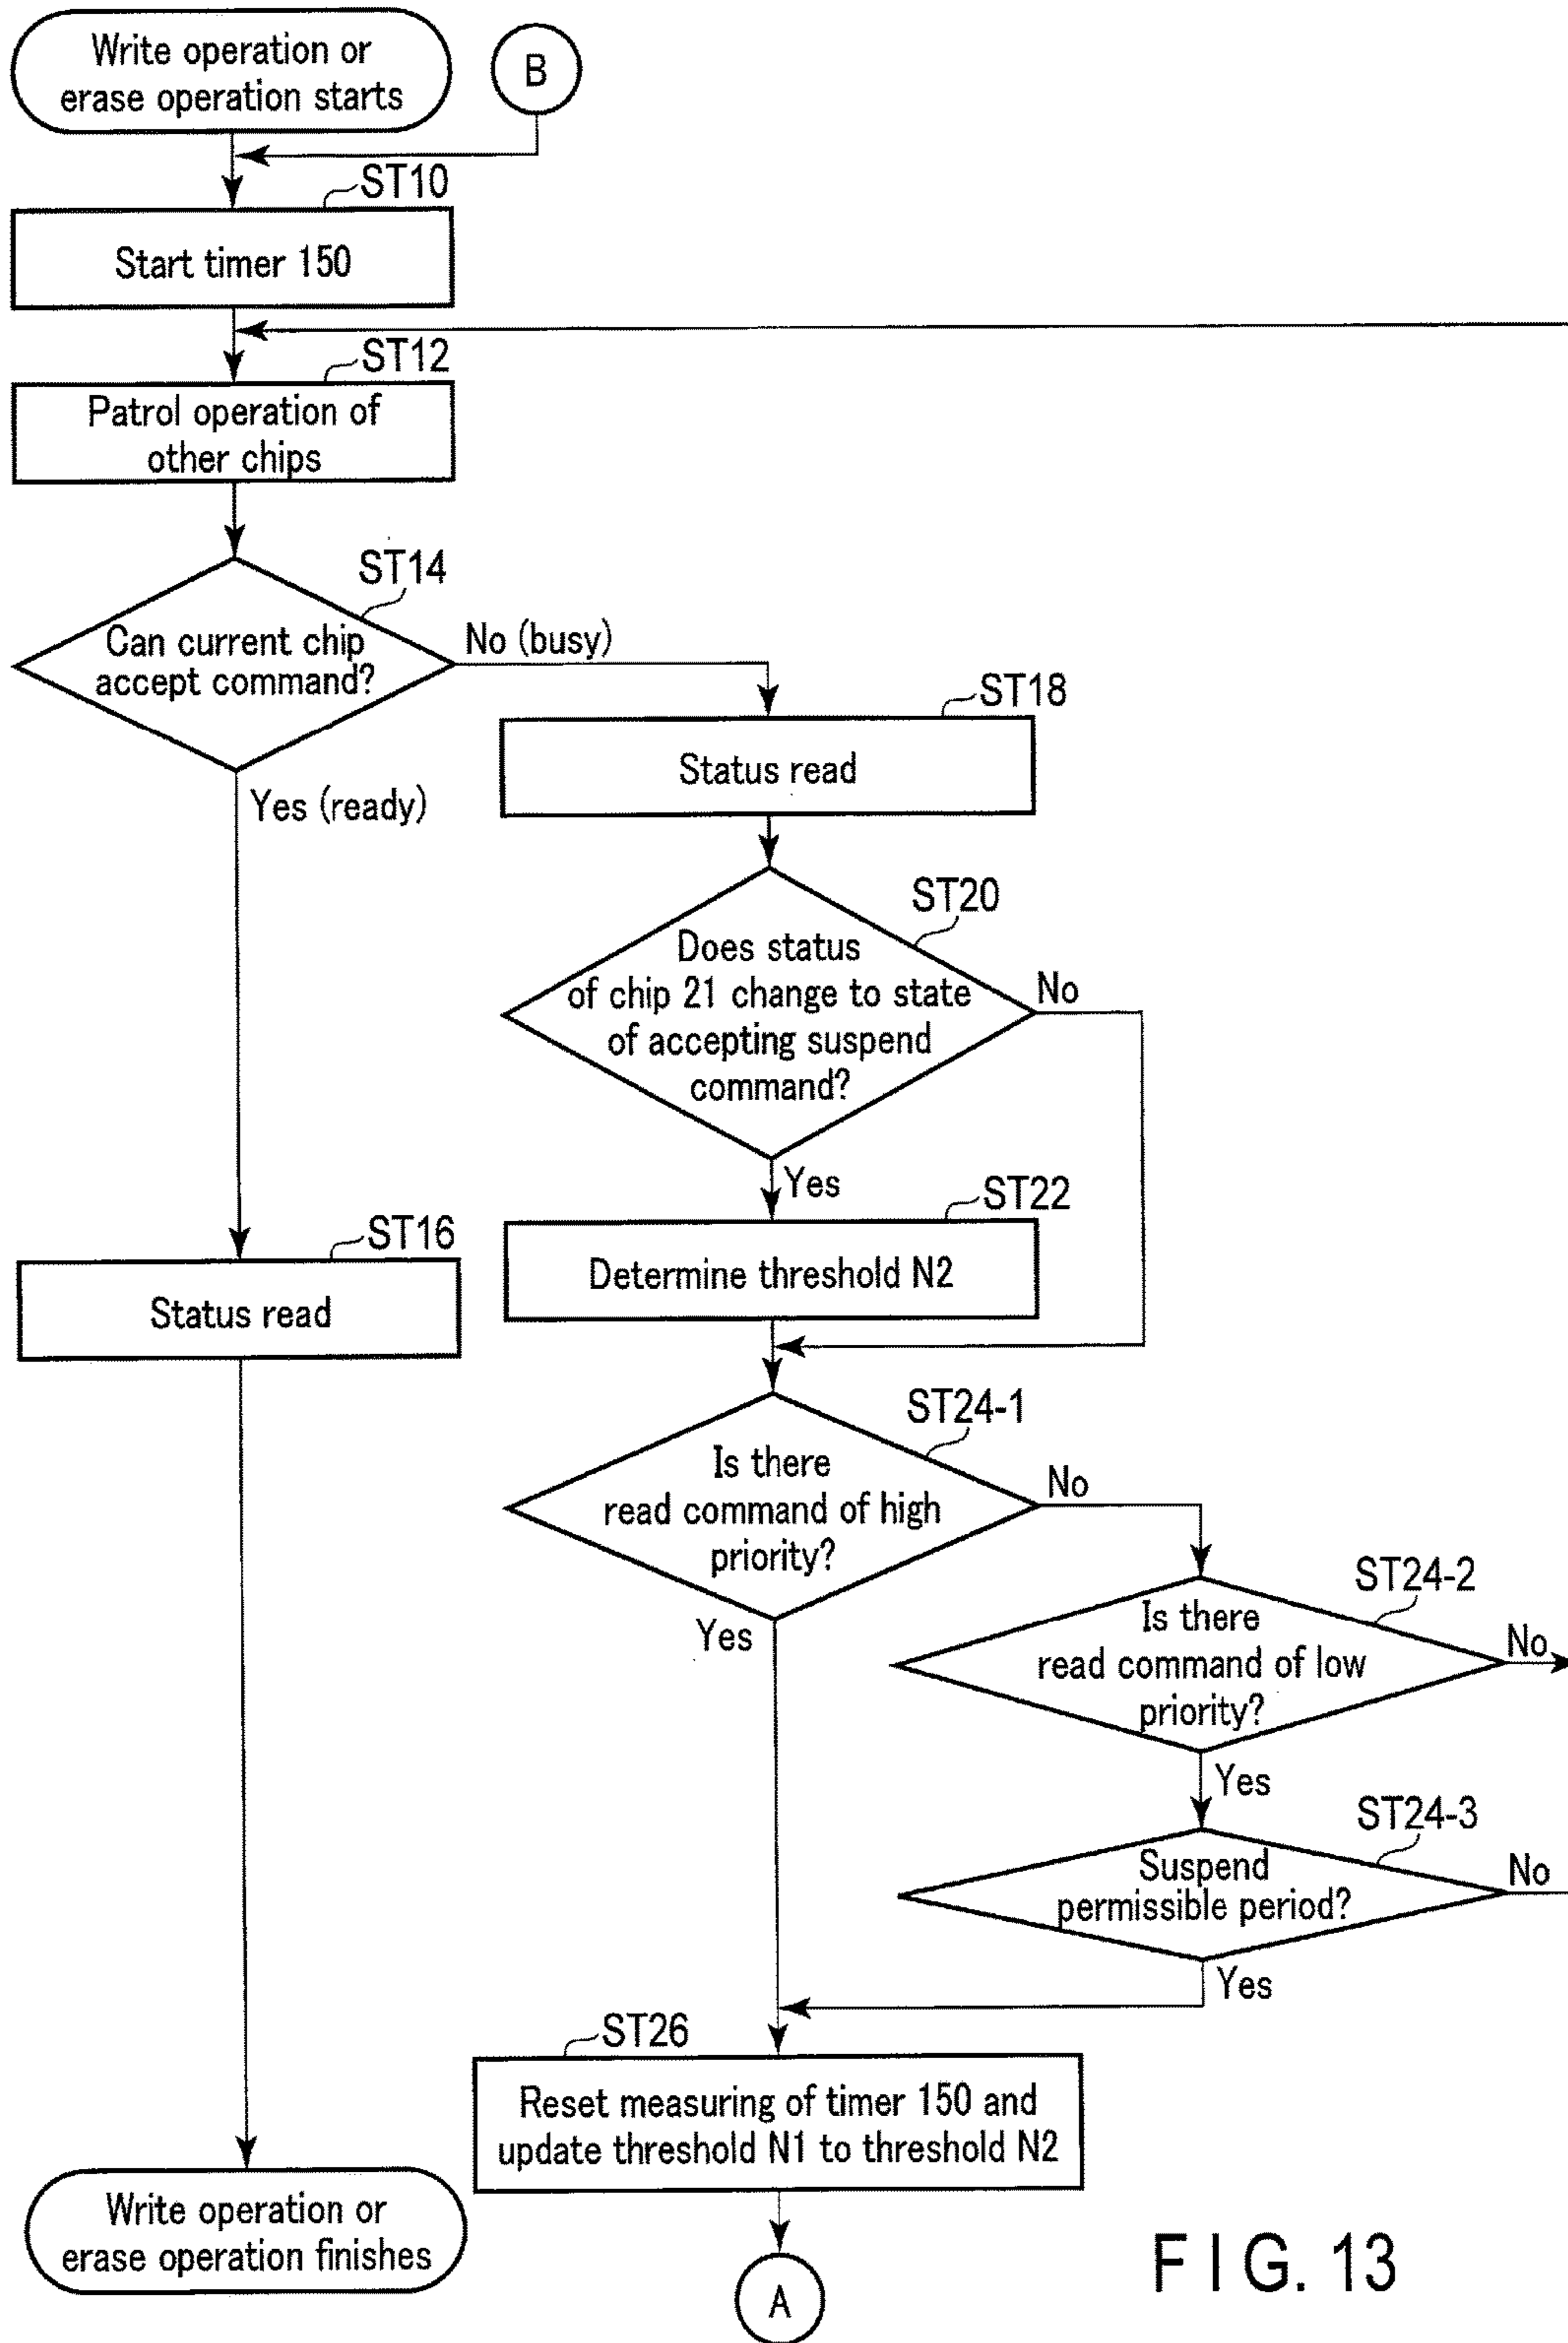 Write operation or
erase operation starts
B
ST10
Start timer 150
ST12
Patrol operation of
other chips
ST14
Can current chip
accept command?
No (busy)
Yes (ready)
ST18
Status read
ST20
Does status
of chip 21 change to state
of accepting suspend
command?
No
Yes
ST22
Determine threshold N2
ST16
Status read
ST24-1
Is there
read command of high
priority?
No
Yes
ST24-2
Is there
read command of low
priority?
No
Yes
ST24-3
Suspend
permissible period?
No
Yes
ST26
Reset measuring of timer 150 and
update threshold N1 to threshold N2
Write operation or
erase operation finishes
A
FIG. 13